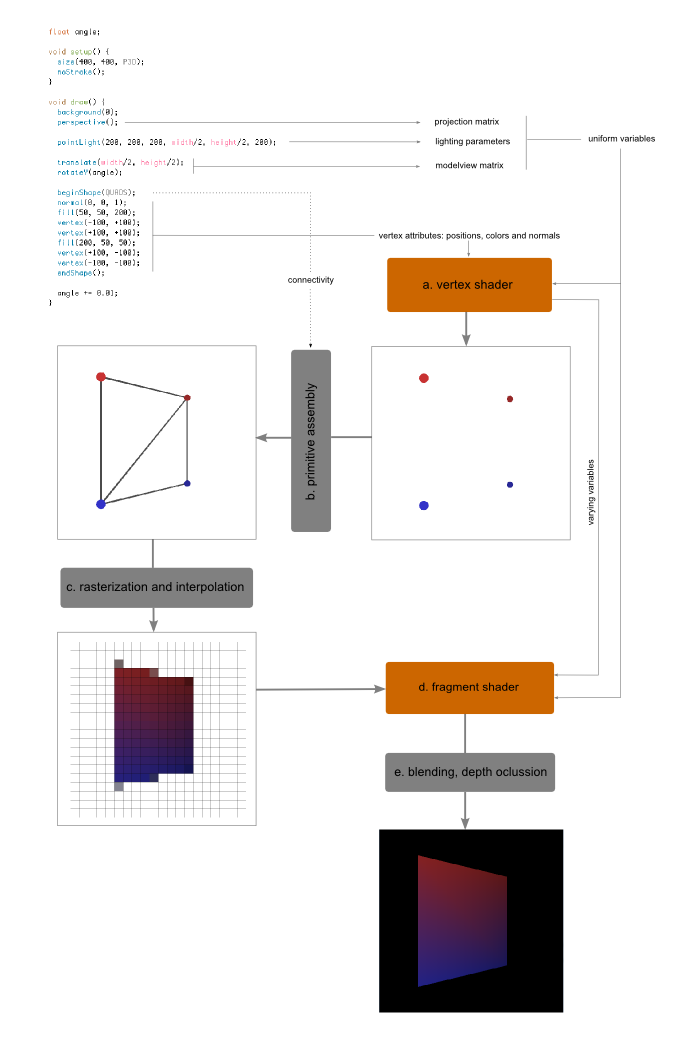 float angle;
void setup() {
size(400, 400, P3D);
noStroke();
}
void draw() {
background(0);
perspective();
projection matrix
uniform variables
pointLight(200, 200, 200, width/2, height/2, 200);
lighting parameters
translate(width/2, height/2);
modelview matrix
rotateY(angle);
beginShape(QUADS);
normal(0, 0, 1);
fill(50, 50, 200);
vertex(-100, +100);
vertex(+100, +100);
vertex attributes: positions, colors and normals
fill(200, 50, 50);
vertex(+100, -100);
vertex(-100, -100);
endShape();
connectivity
a. vertex shader
angle += 0.01;
}
b. primitive assembly
varying variables
c. rasterization and interpolation
d. fragment shader
e. blending, depth oclussion